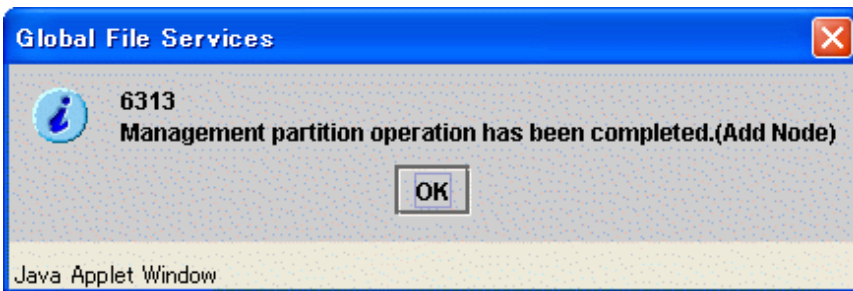 Global File Services
6313
Management partition operation has been completed.(Add Node)
OK
Java Applet Window